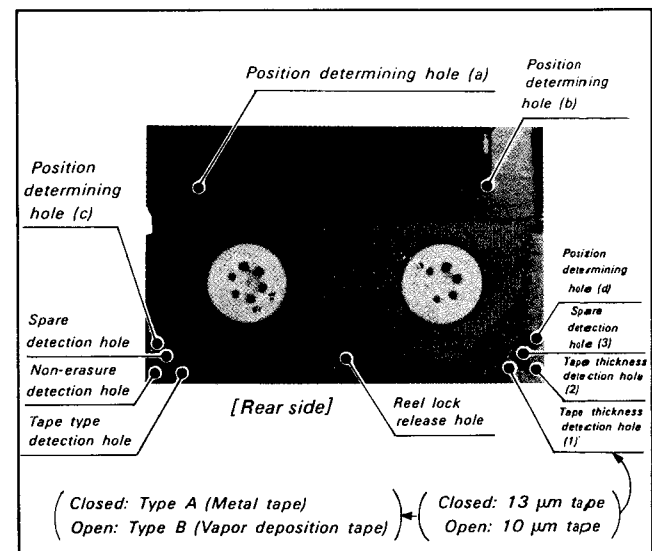 Position determining hole (a)
Position
determining
hole (b)
Position
determining
hole (c)
Position
determining
hole (d)
Spare
detection hole
Spare
detection
hole (3)
Non-erasure
detection hole
Tape thickness
detection hole
(2)
Tape type
detection hole
[Rear side]
Reel lock
release hole
Tape thickness
detection hole
(1)
Closed: Type A (Metal tape)
Open: Type B (Vapor deposition tape)
Closed: 13 μm tape
Open: 10 μm tape